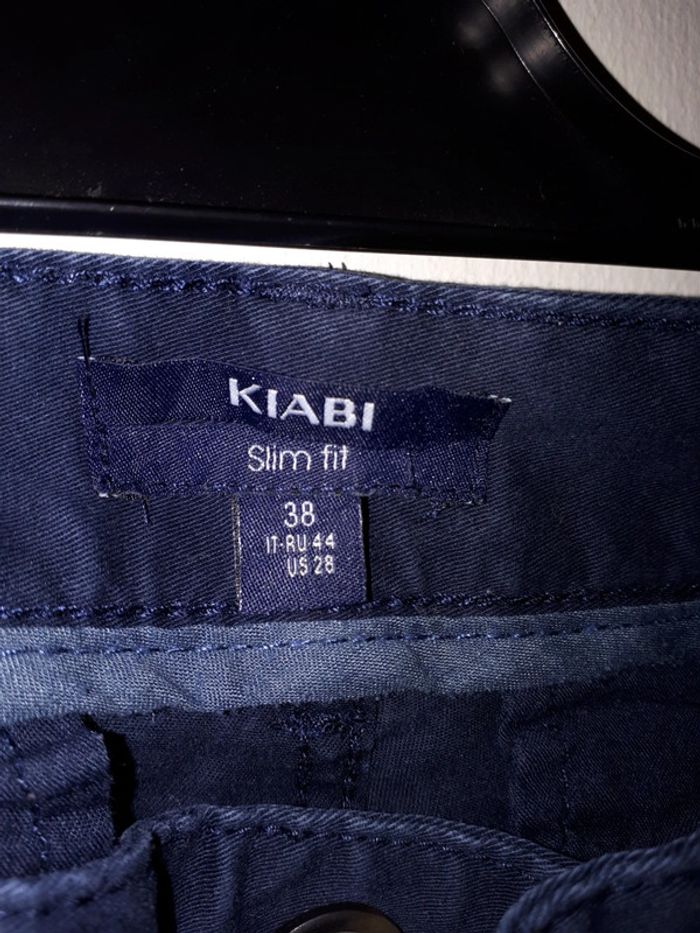 KIABI
Slim fit
38
IT-RU 44
US 28